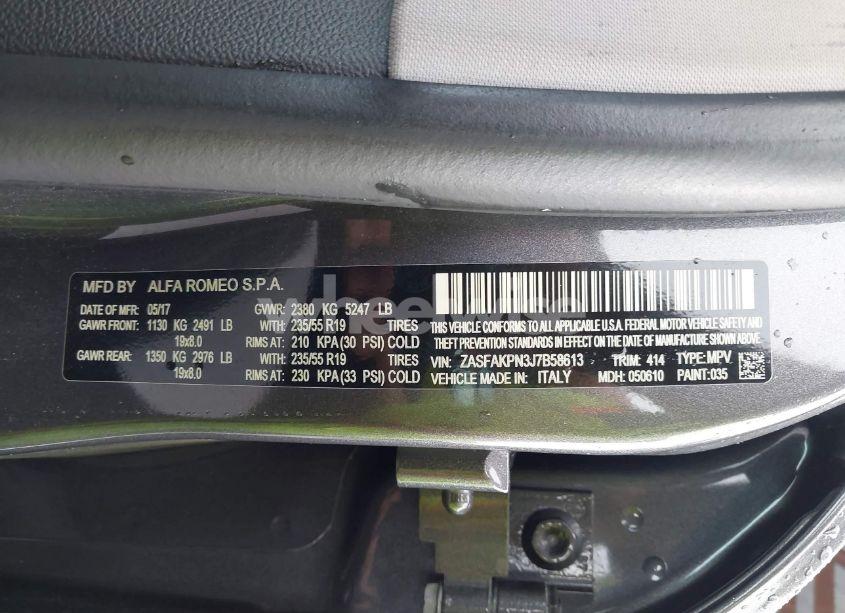 MFD BY ALFA ROMEO S.P.A.
DATE OF MFR: 05/17 GVWR: 2380 KG 5247 LB
GAWR FRONT: 1130 KG 2491 LB WITH: 235/55 R19 TIRES
19x8.0 RIMS AT: 210 KPA(30 PSI) COLD
GAWR REAR: 1350 KG 2976 LB WITH: 235/55 R19 TIRES
19x8.0 RIMS AT: 230 KPA(33 PSI) COLD
THIS VEHICLE CONFORMS TO ALL APPLICABLE U.S.A. FEDERAL MOTOR VEHICLE SAFETY AND
THEFT PREVENTION STANDARDS IN EFFECT ON THE DATE OF MANUFACTURE SHOWN ABOVE.
VIN: ZASFAKPN3J7B58613 TRIM: 414 TYPE: MPV
VEHICLE MADE IN: ITALY MDH: 050610 PAINT: 035
wheelwise